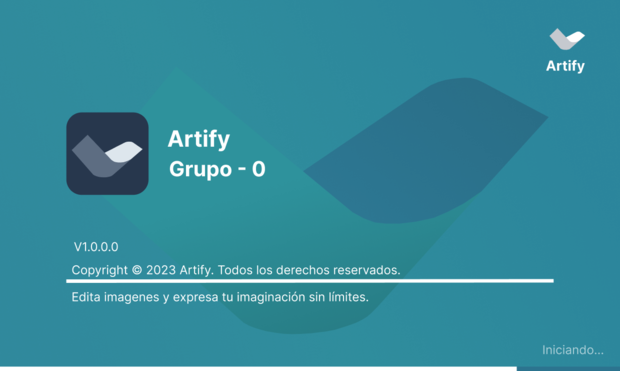 Artify
Artify
Grupo - 0
V1.0.0.0
Copyright © 2023 Artify. Todos los derechos reservados.
Edita imagenes y expresa tu imaginación sin límites.
Iniciando...